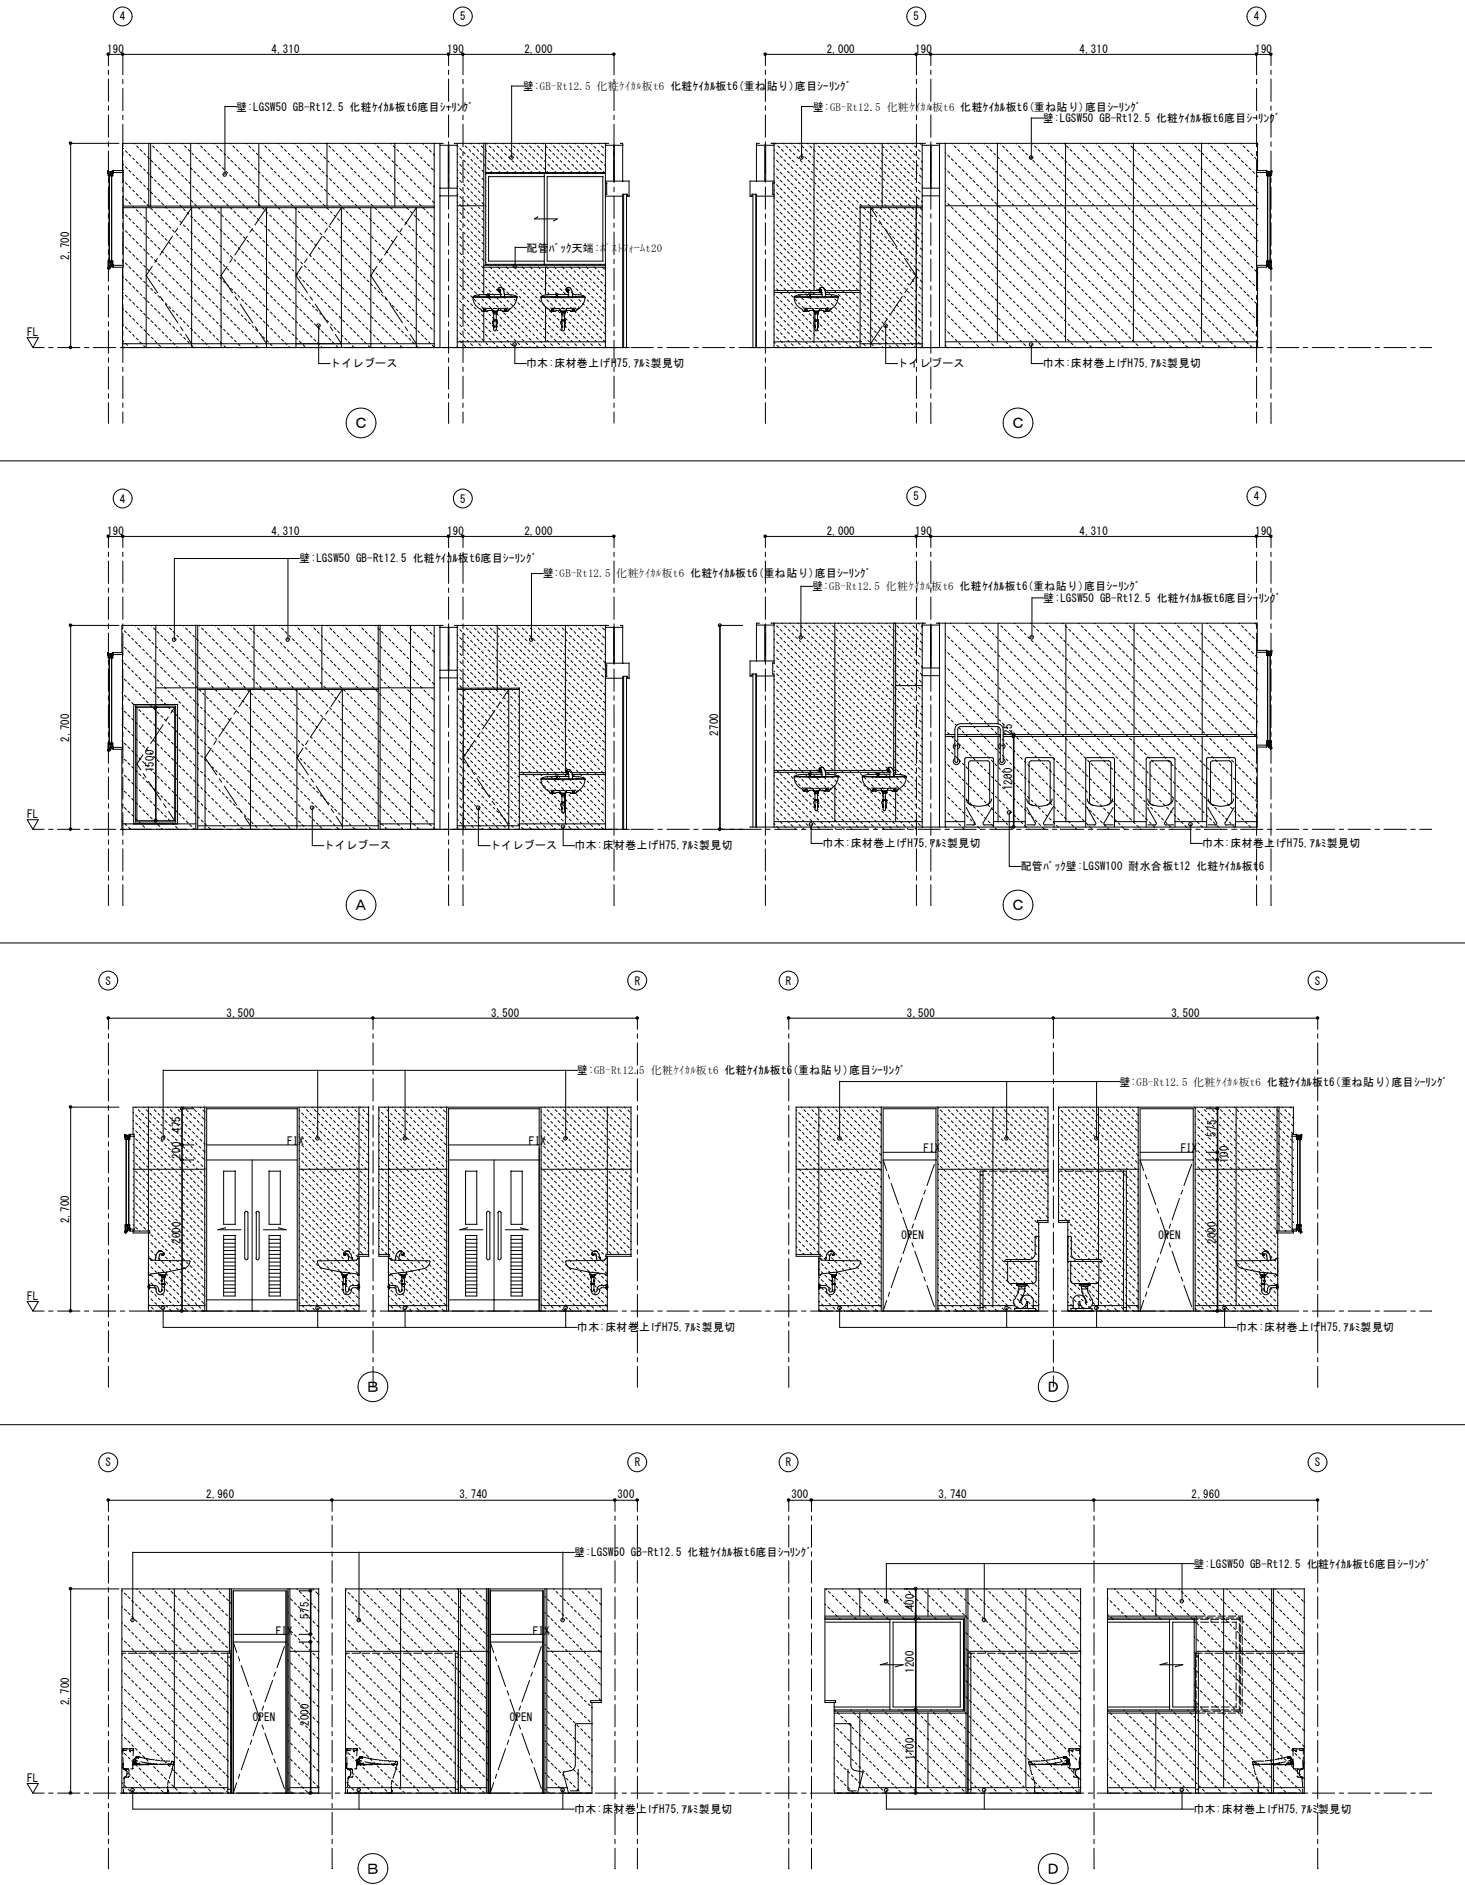 4 5 5 4
190 4,310 190 2,000 2,000 190 4,310 190
壁:GB-Rt12.5 化粧ケイカル板t6 化粧ケイカル板t6(重ね貼り)底目シーリング
壁:LGSW50 GB-Rt12.5 化粧ケイカル板t6底目シーリング
壁:GB-Rt12.5 化粧ケイカル板t6 化粧ケイカル板t6(重ね貼り)底目シーリング
壁:LGSW50 GB-Rt12.5 化粧ケイカル板t6底目シーリング
2,700
配管パック天端:ポストフォームt20
FL
トイレブース 巾木:床材巻上げH75,アルミ製見切 トイレブース 巾木:床材巻上げH75,アルミ製見切
C C
4 5 5 4
190 4,310 190 2,000 2,000 190 4,310 190
壁:LGSW50 GB-Rt12.5 化粧ケイカル板t6底目シーリング
壁:GB-Rt12.5 化粧ケイカル板t6 化粧ケイカル板t6(重ね貼り)底目シーリング
壁:GB-Rt12.5 化粧ケイカル板t6 化粧ケイカル板t6(重ね貼り)底目シーリング
壁:LGSW50 GB-Rt12.5 化粧ケイカル板t6底目シーリング
2,700 1500 2700 1200
FL
トイレブース トイレブース 巾木:床材巻上げH75,アルミ製見切 巾木:床材巻上げH75,アルミ製見切 巾木:床材巻上げH75,アルミ製見切
配管パック壁:LGSW100 耐水合板t12 化粧ケイカル板t6
A C
S R R S
3,500 3,500 3,500 3,500
壁:GB-Rt12.5 化粧ケイカル板t6 化粧ケイカル板t6(重ね貼り)底目シーリング
壁:GB-Rt12.5 化粧ケイカル板t6 化粧ケイカル板t6(重ね貼り)底目シーリング
475 575
FIX FIX FIX
200 100
2,700 2000 OPEN OPEN 2000
FL
巾木:床材巻上げH75,アルミ製見切 巾木:床材巻上げH75,アルミ製見切
B D
S R R S
2,960 3,740 300 300 3,740 2,960
壁:LGSW50 GB-Rt12.5 化粧ケイカル板t6底目シーリング
壁:LGSW50 GB-Rt12.5 化粧ケイカル板t6底目シーリング
575 400
FIX FIX
2,700 1200
OPEN 2000 OPEN
1100
FL
巾木:床材巻上げH75,アルミ製見切 巾木:床材巻上げH75,アルミ製見切
B D